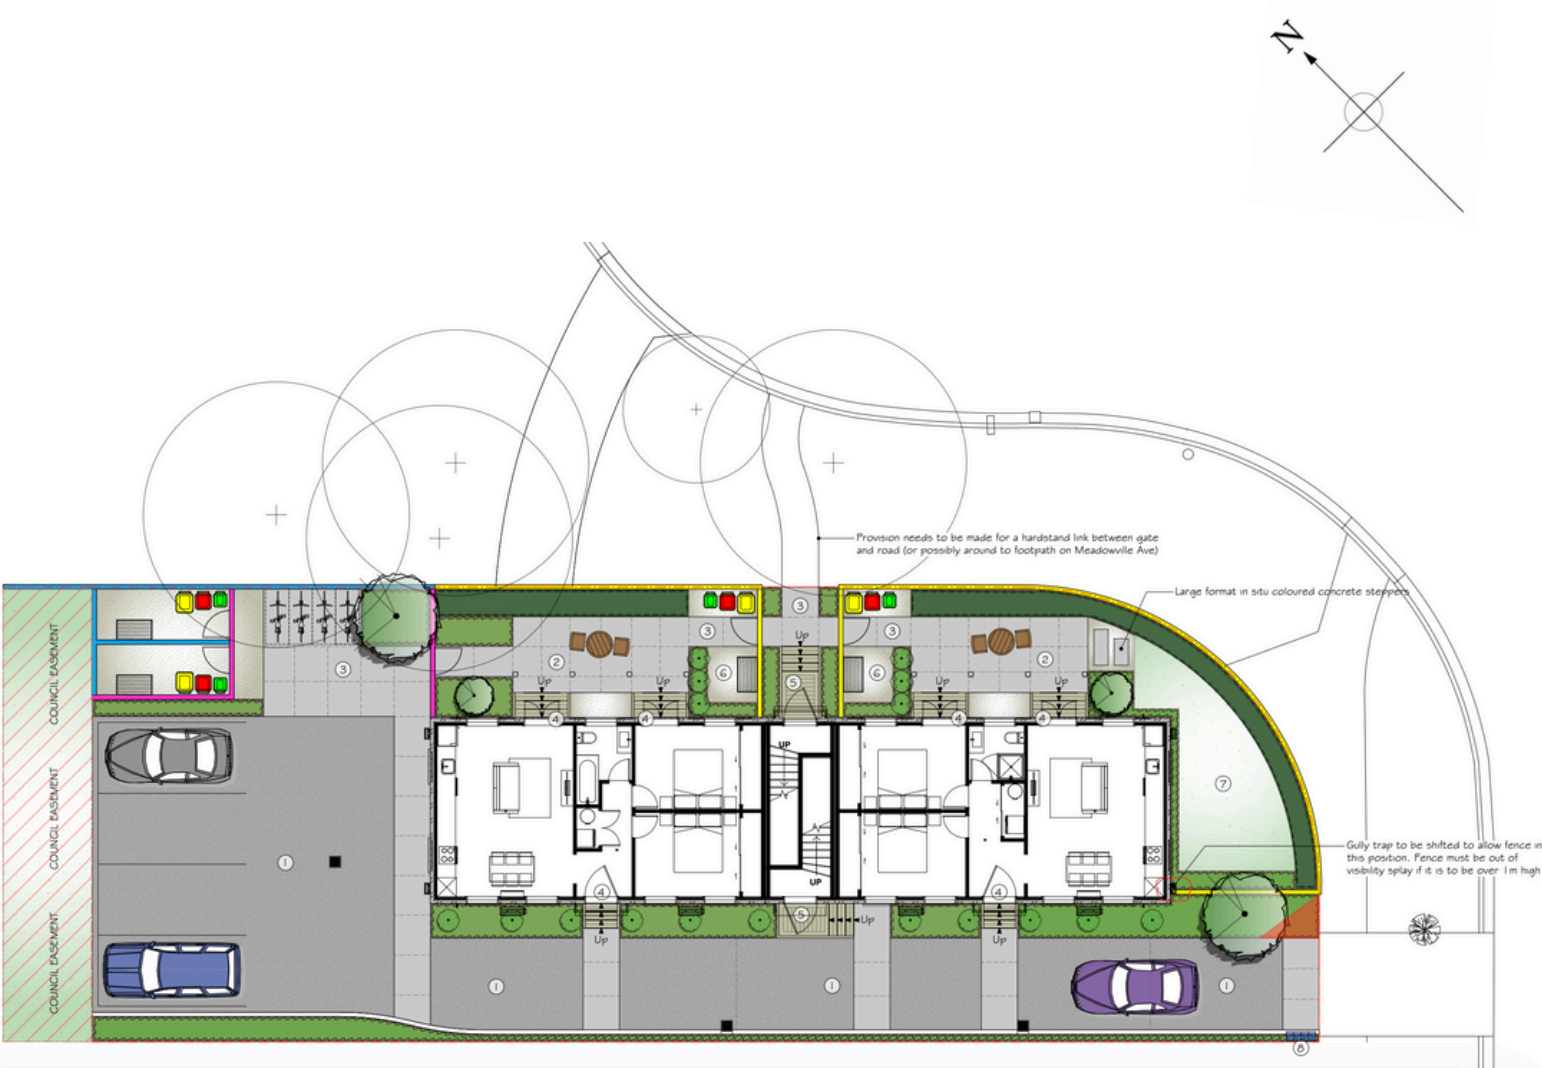 N
Provision needs to be made for a hardstand link between gate
and road (or possibly around to footpath on Meadowville Ave)
Large format in situ coloured concrete steppers
3
3
3
Up
2
2
3
6
6
5
Up
Up
Up
Up
4
4
4
4
COUNCIL EASEMENT
COUNCIL EASEMENT
COUNCIL EASEMENT
UP
UP
7
Gully trap to be shifted to allow fence in
this position. Fence must be out of
visibility splay if it is to be over 1m high
1
4
4
5
Up
Up
Up
1
1
1
8